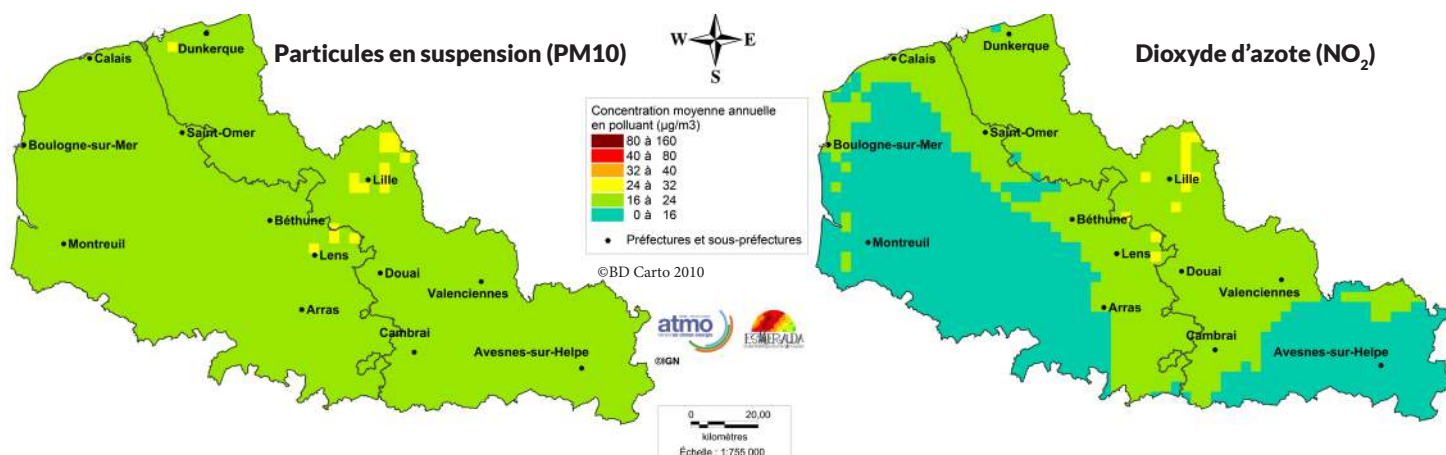 Particules en suspension (PM10)
Dunkerque
Calais
Saint-Omer
Boulogne-sur-Mer
Lille
Béthune
Montreuil
Lens
Douai
Valenciennes
Arras
Cambrai
Avesnes-sur-Helpe
W E
S
Concentration moyenne annuelle
en polluant (µg/m3)
80 à 160
40 à 80
32 à 40
24 à 32
16 à 24
0 à 16
Préfectures et sous-préfectures
©BD Carto 2010
atmo
ESMERALDA
©IGN
0 20,00
kilomètres
Échelle : 1:755 000
Dioxyde d'azote (NO2)
Dunkerque
Calais
Saint-Omer
Boulogne-sur-Mer
Lille
Béthune
Montreuil
Lens
Douai
Valenciennes
Arras
Cambrai
Avesnes-sur-Helpe